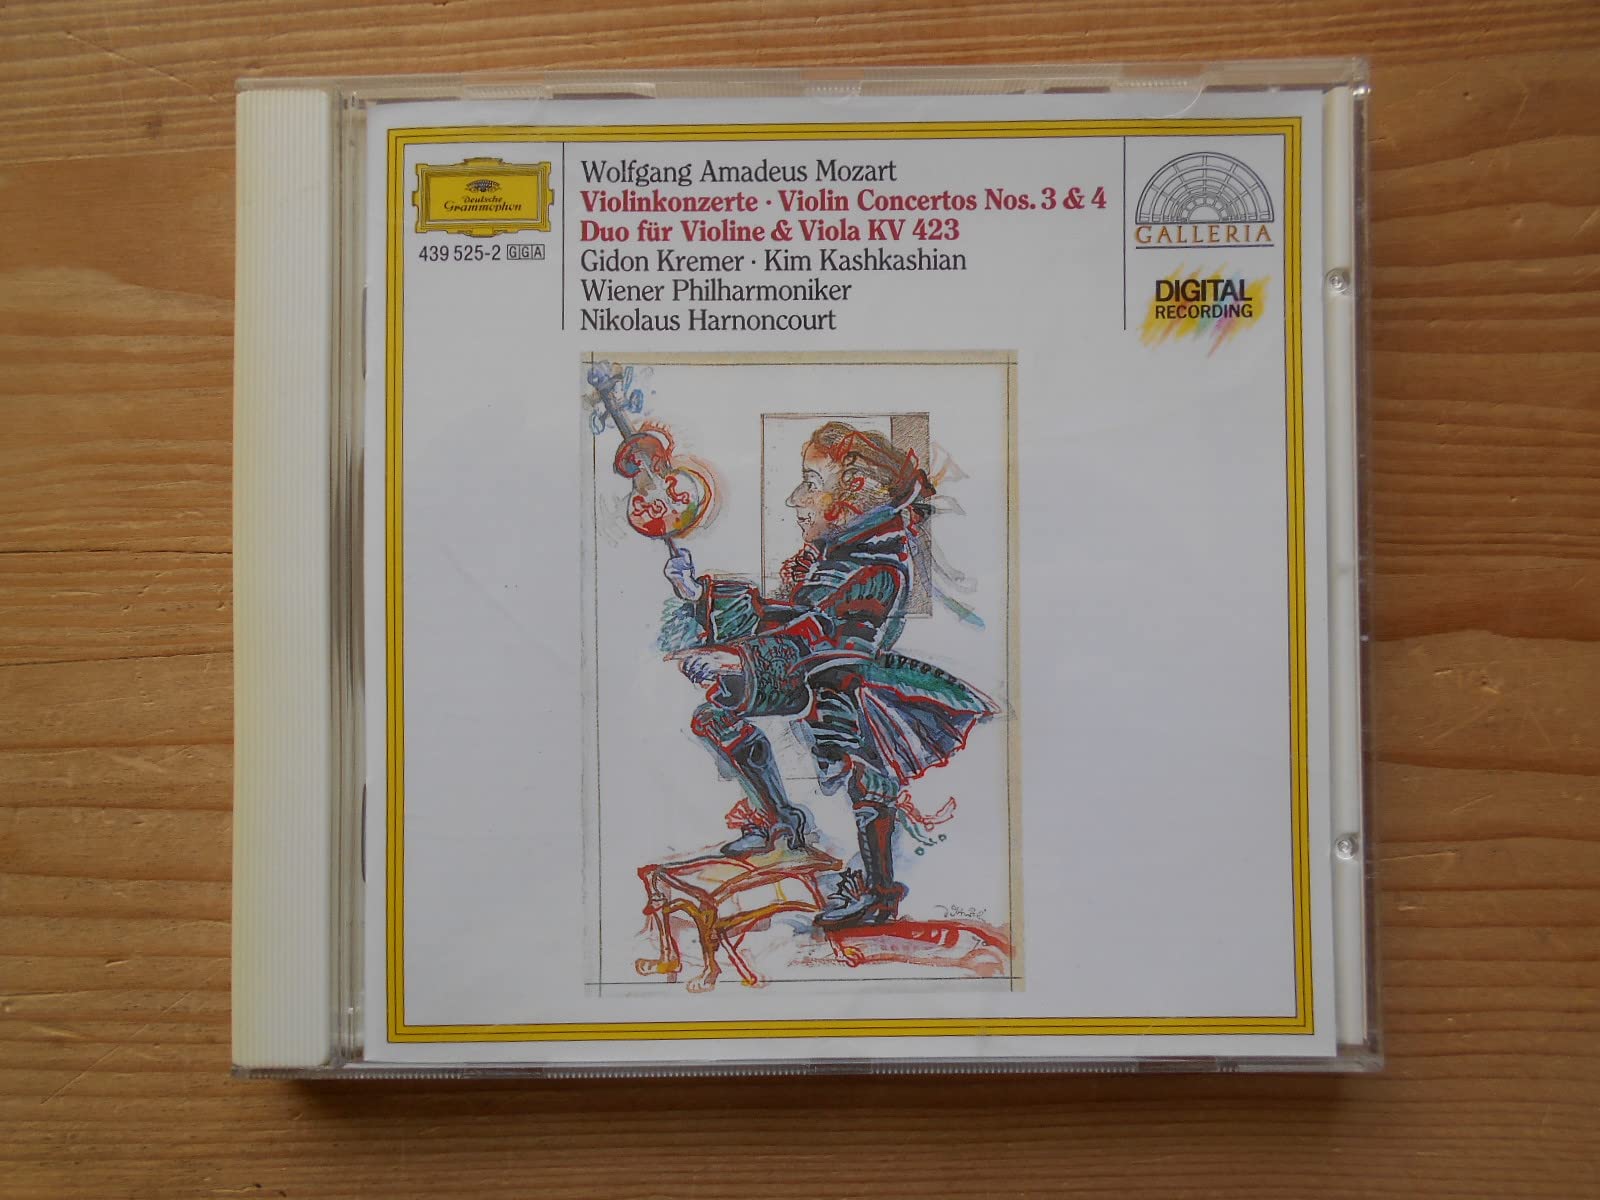 Deutsche
Grammophon
439 525-2 GGA
Wolfgang Amadeus Mozart
Violinkonzerte · Violin Concertos Nos. 3 & 4
Duo für Violine & Viola KV 423
Gidon Kremer · Kim Kashkashian
Wiener Philharmoniker
Nikolaus Harnoncourt
GALLERIA
DIGITAL
RECORDING